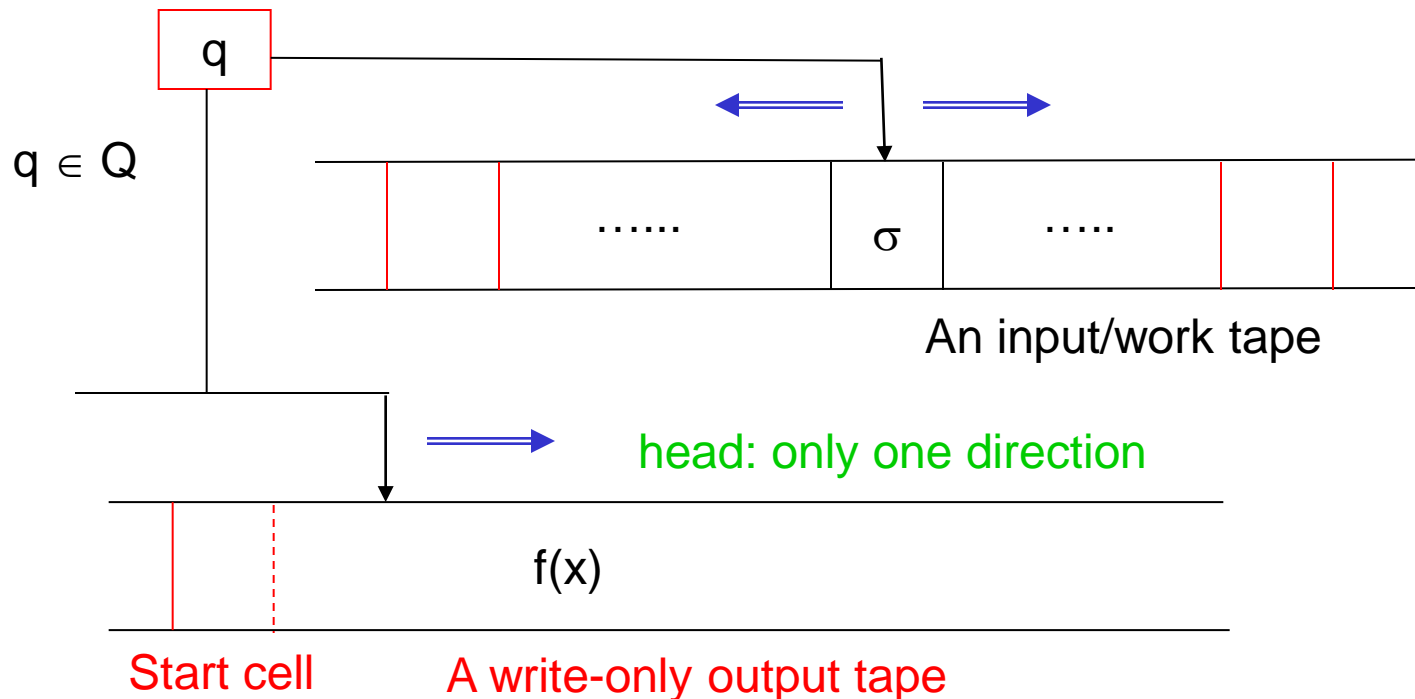 q
q ∈ Q
…... σ …..
An input/work tape
head: only one direction
f(x)
Start cell
A write-only output tape